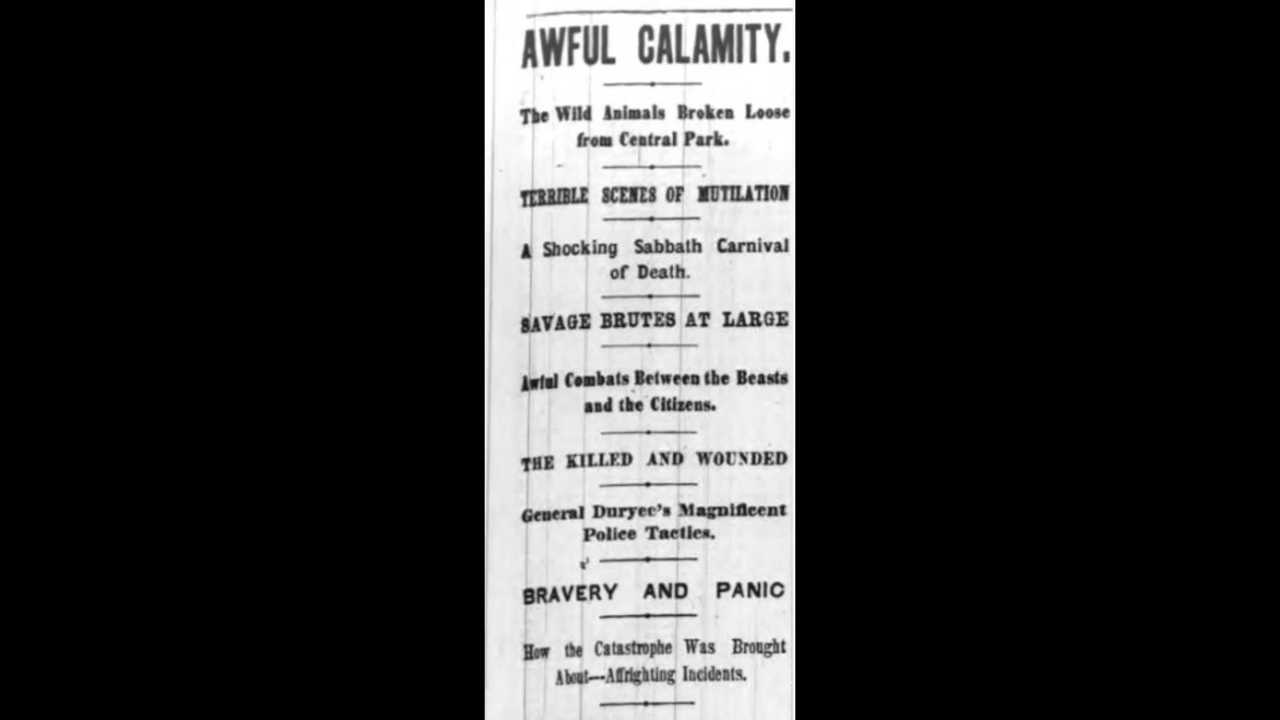 AWFUL CALAMITY.
The Wild Animals Broken Loose
from Central Park.
TERRIBLE SCENES OF MUTILATION
A Shocking Sabbath Carnival
of Death.
SAVAGE BRUTES AT LARGE
Awful Combats Between the Beasts
and the Citizens.
THE KILLED AND WOUNDED
General Duryee's Magnificent
Police Tactics.
BRAVERY AND PANIC
How the Catastrophe Was Brought
About—Affrighting Incidents.